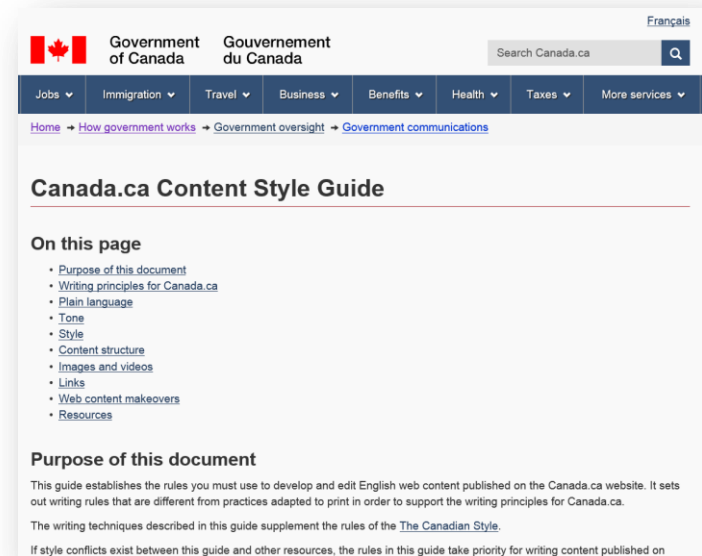 Français
Government of Canada
Gouvernement du Canada
Search Canada.ca
Jobs Immigration Travel Business Benefits Health Taxes More services
Home → How government works → Government oversight → Government communications
Canada.ca Content Style Guide
On this page
• Purpose of this document
• Writing principles for Canada.ca
• Plain language
• Tone
• Style
• Content structure
• Images and videos
• Links
• Web content makeovers
• Resources
Purpose of this document
This guide establishes the rules you must use to develop and edit English web content published on the Canada.ca website. It sets
out writing rules that are different from practices adapted to print in order to support the writing principles for Canada.ca.
The writing techniques described in this guide supplement the rules of the The Canadian Style.
If style conflicts exist between this guide and other resources, the rules in this guide take priority for writing content published on